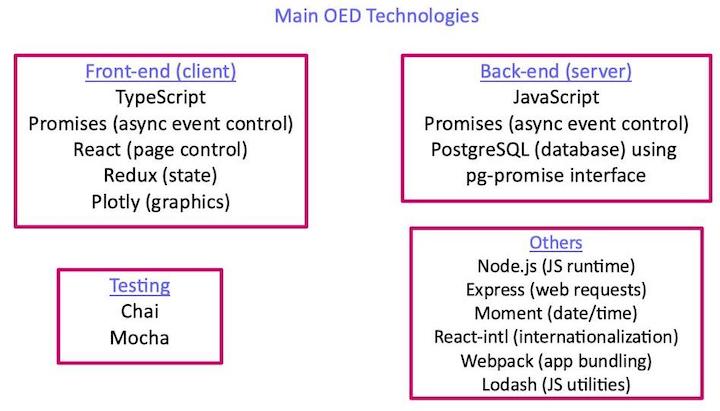 Main OED Technologies
Front-end (client)
TypeScript
Promises (async event control)
React (page control)
Redux (state)
Plotly (graphics)
Back-end (server)
JavaScript
Promises (async event control)
PostgreSQL (database) using
pg-promise interface
Testing
Chai
Mocha
Others
Node.js (JS runtime)
Express (web requests)
Moment (date/time)
React-intl (internationalization)
Webpack (app bundling)
Lodash (JS utilities)